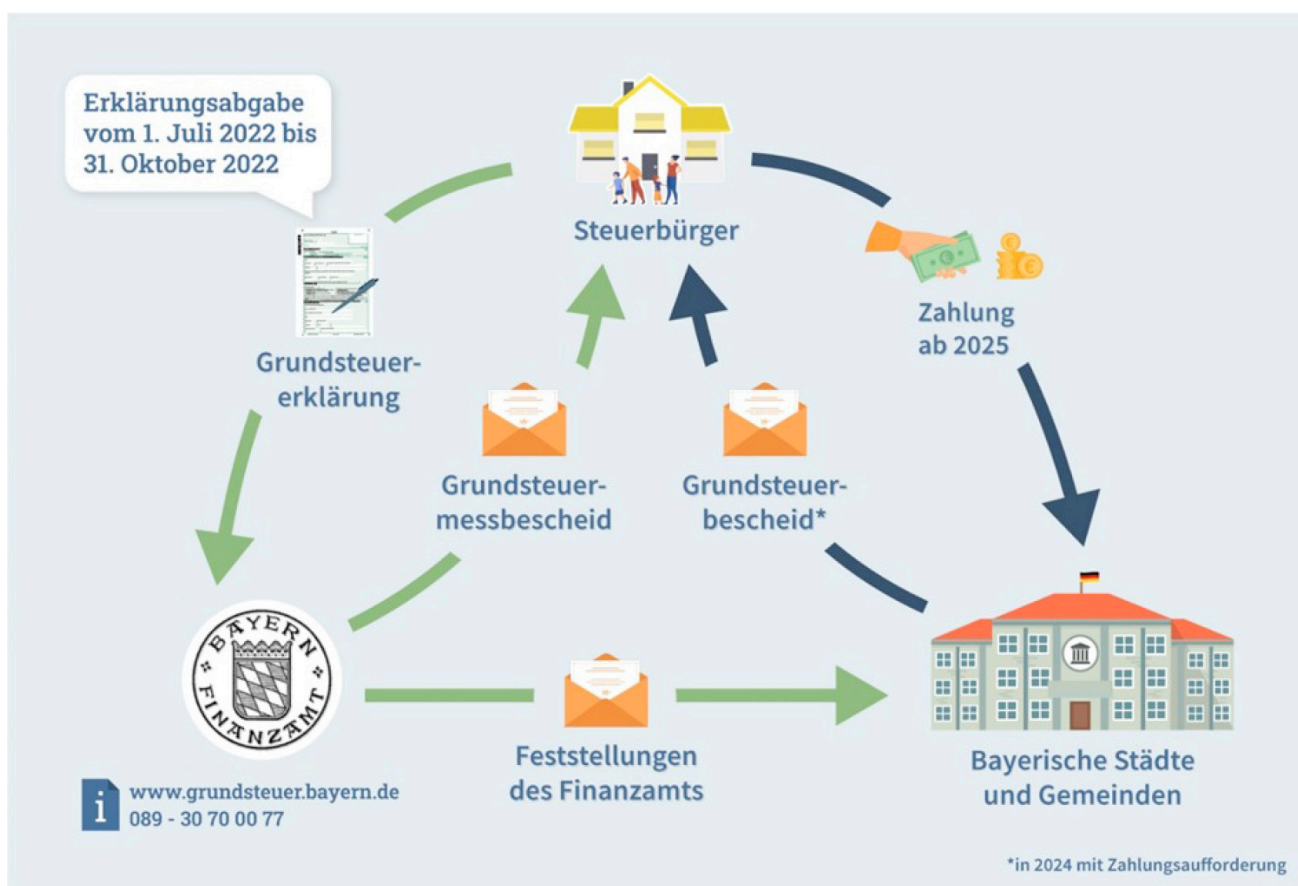 Erklärungsabgabe
vom 1. Juli 2022 bis
31. Oktober 2022
Steuerbürger
Grundsteuer-
erklärung
Zahlung
ab 2025
Grundsteuer-
messbescheid
Grundsteuer-
bescheid*
BAYERN
FINANZAMT
Feststellungen
des Finanzamts
Bayerische Städte
und Gemeinden
i
www.grundsteuer.bayern.de
089 - 30 70 00 77
*in 2024 mit Zahlungsaufforderung